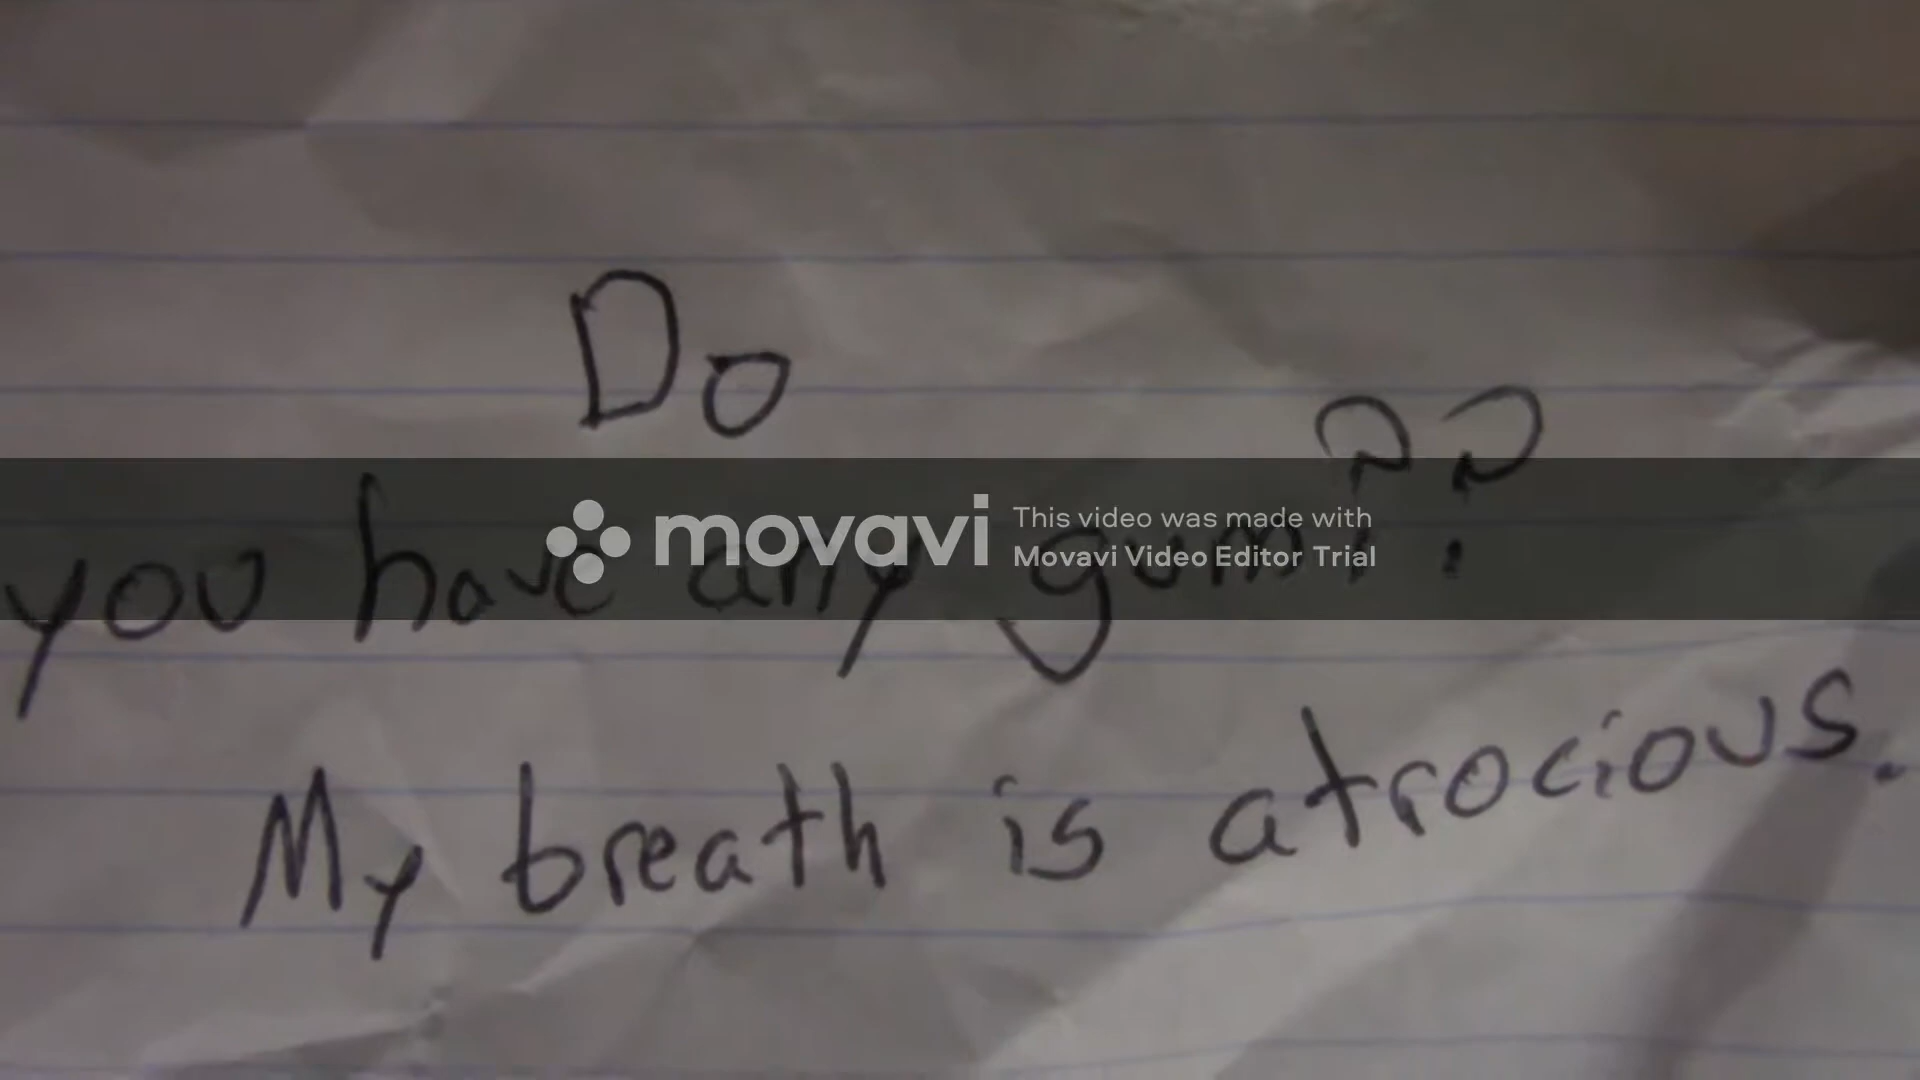 Do
you have any gum??
My breath is atrocious.
movavi
This video was made with
Movavi Video Editor Trial